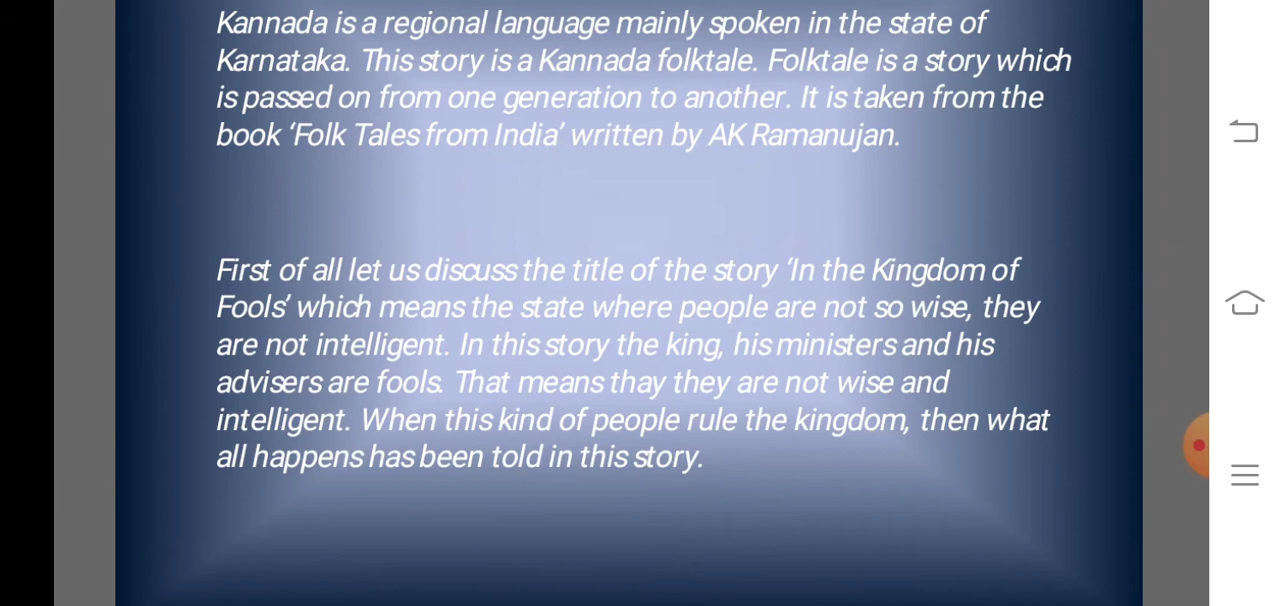 Kannada is a regional language mainly spoken in the state of
Karnataka. This story is a Kannada folktale. Folktale is a story which
is passed on from one generation to another. It is taken from the
book ‘Folk Tales from India’ written by AK Ramanujan.
First of all let us discuss the title of the story ‘In the Kingdom of
Fools’ which means the state where people are not so wise, they
are not intelligent. In this story the king, his ministers and his
advisers are fools. That means thay they are not wise and
intelligent. When this kind of people rule the kingdom, then what
all happens has been told in this story.